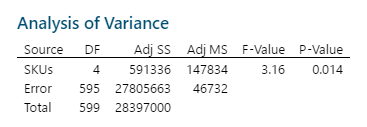 Analysis of Variance
Source DF Adj SS Adj MS F-Value P-Value
SKUs 4 591336 147834 3.16 0.014
Error 595 27805663 46732
Total 599 28397000